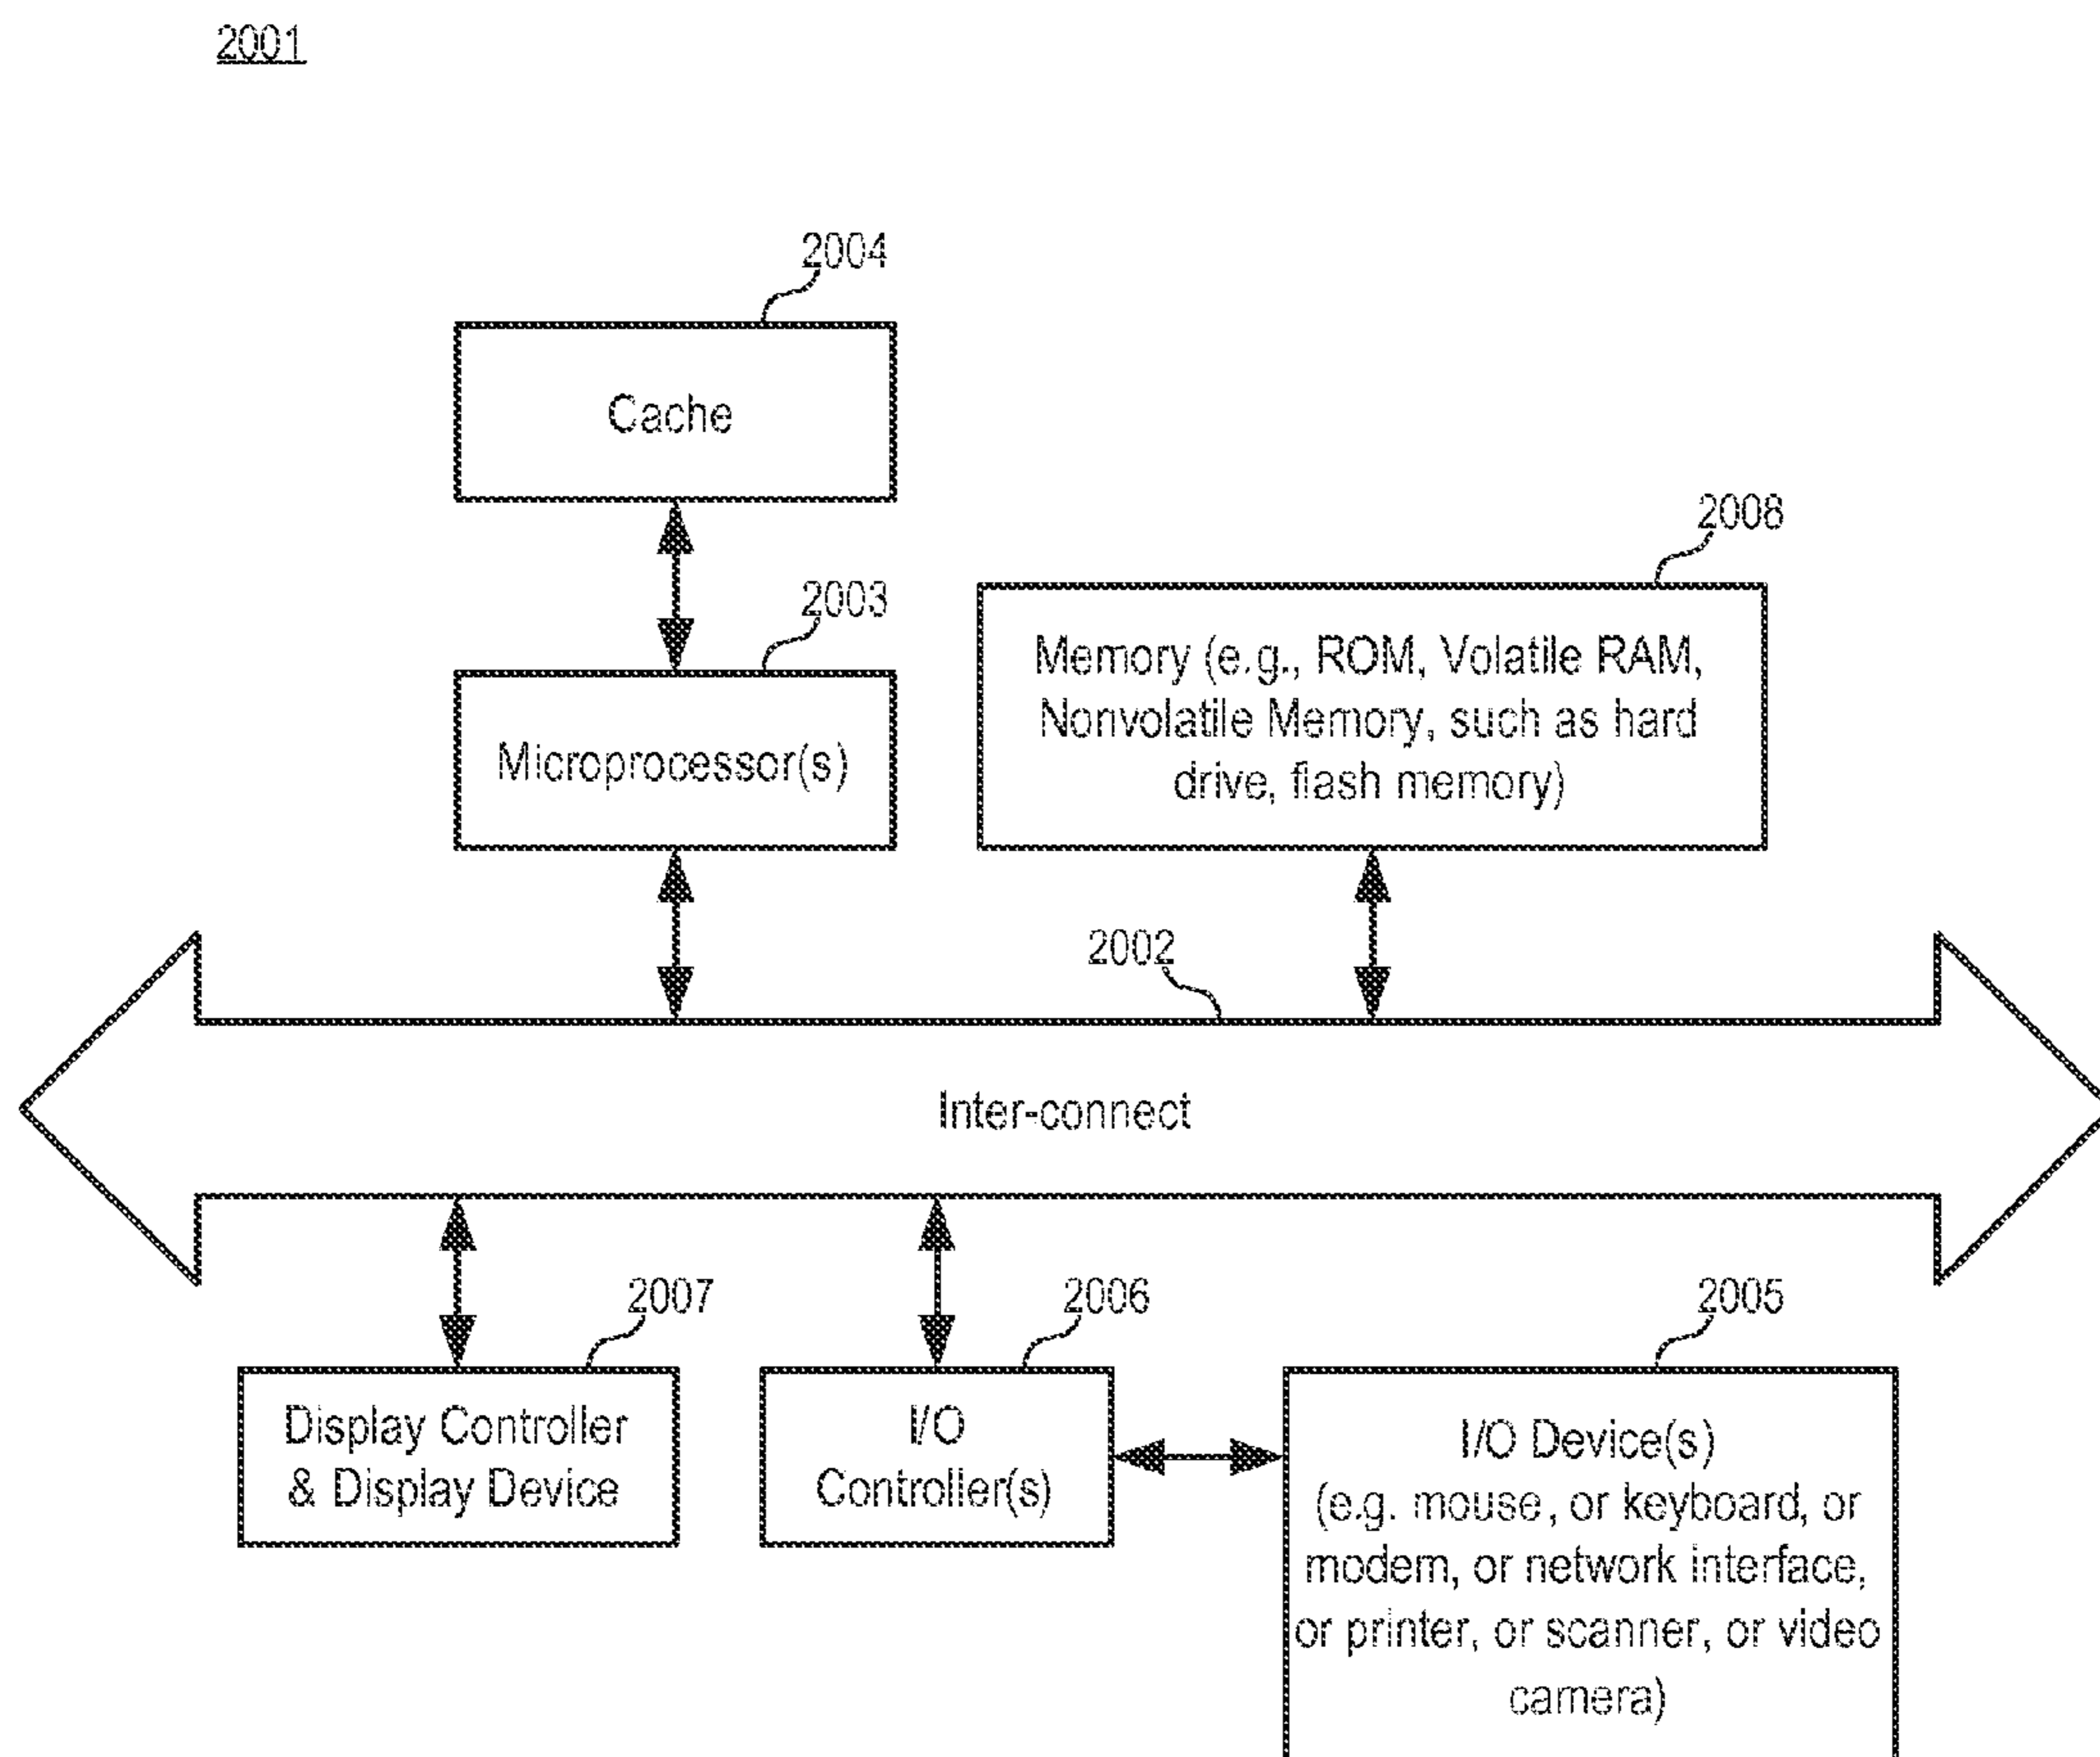 2001
2004
Cache
2008
2003
Memory (e.g., ROM, Volatile RAM,
Nonvolatile Memory, such as hard
drive, flash memory)
Microprocessor(s)
2002
Inter-connect
2007
2006
2005
Display Controller
& Display Device
I/O
Controller(s)
I/O Device(s)
(e.g. mouse, or keyboard, or
modem, or network interface,
or printer, or scanner, or video
camera)